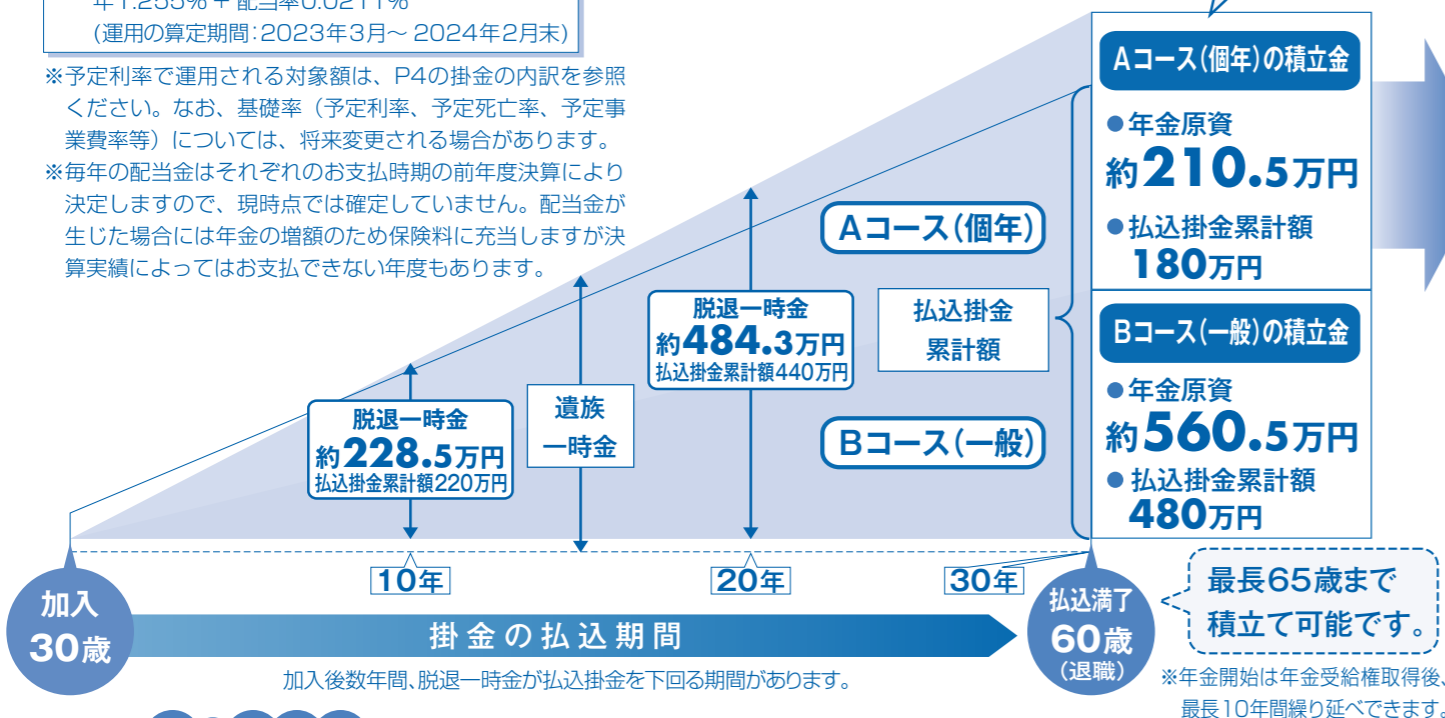 年1.255% + 配当率0.0211%
(運用の算定期間:2023年3月～ 2024年2月末)
※予定利率で運用される対象額は、P4の掛金の内訳を参照
ください。なお、基礎率（予定利率、予定死亡率、予定事
業費率等）については、将来変更される場合があります。
※毎年の配当金はそれぞれのお支払時期の前年度決算により
決定しますので、現時点では確定していません。配当金が
生じた場合には年金の増額のため保険料に充当しますが決
算実績によってはお支払できない年度もあります。
Aコース(個年)の積立金
●年金原資
約210.5万円
●払込掛金累計額
180万円
Aコース(個年)
脱退一時金
約484.3万円
払込掛金累計額440万円
払込掛金
累計額
Bコース(一般)の積立金
●年金原資
約560.5万円
●払込掛金累計額
480万円
脱退一時金
約228.5万円
払込掛金累計額220万円
遺族
一時金
Bコース(一般)
10年
20年
30年
加入
30歳
掛金の払込期間
払込満了
60歳
(退職)
最長65歳まで
積立て可能です。
加入後数年間、脱退一時金が払込掛金を下回る期間があります。
※年金開始は年金受給権取得後、
最長10年間繰り延べできます。